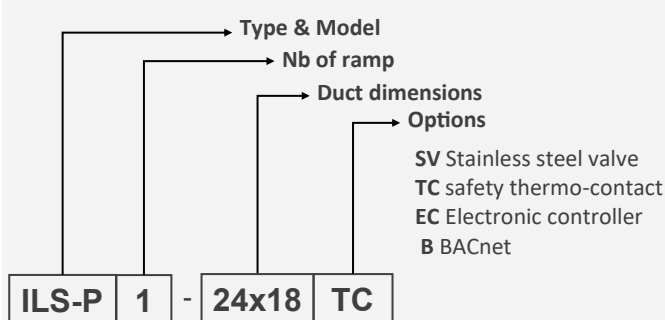 Type & Model
Nb of ramp
Duct dimensions
Options
SV Stainless steel valve
TC safety thermo-contact
EC Electronic controller
B BACnet
ILS-P 1 - 24x18 TC